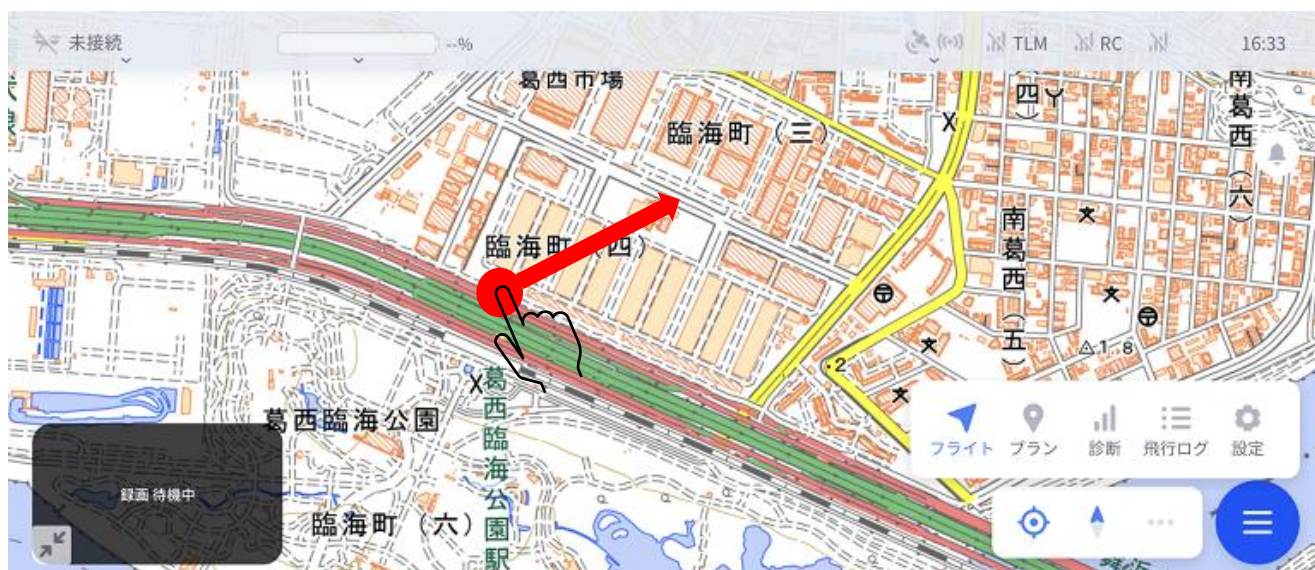 未接続
--%
TLM
RC
16:33
葛西市場
臨海町(三)
四)
南葛西(六)
臨海町(四)
南葛西(五)
2
1.8
葛西臨海公園
葛西臨海公園駅
臨海町(六)
フライト
プラン
診断
飛行ログ
設定
録画 待機中